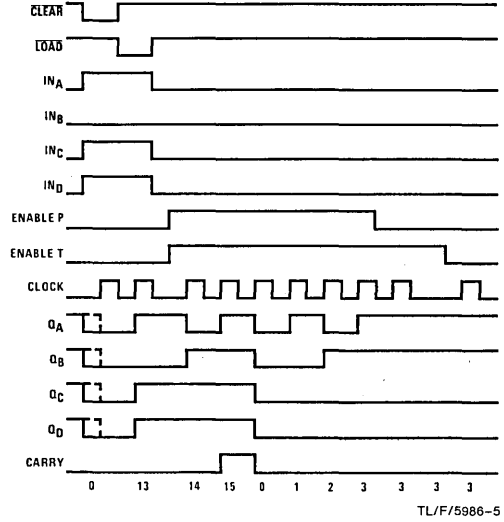 CLEAR
LOAD
INA
INB
INC
IND
ENABLE P
ENABLE T
CLOCK
QA
QB
QC
QD
CARRY
0 13 14 15 0 1 2 3 3 3 3
TL/F/5986–5